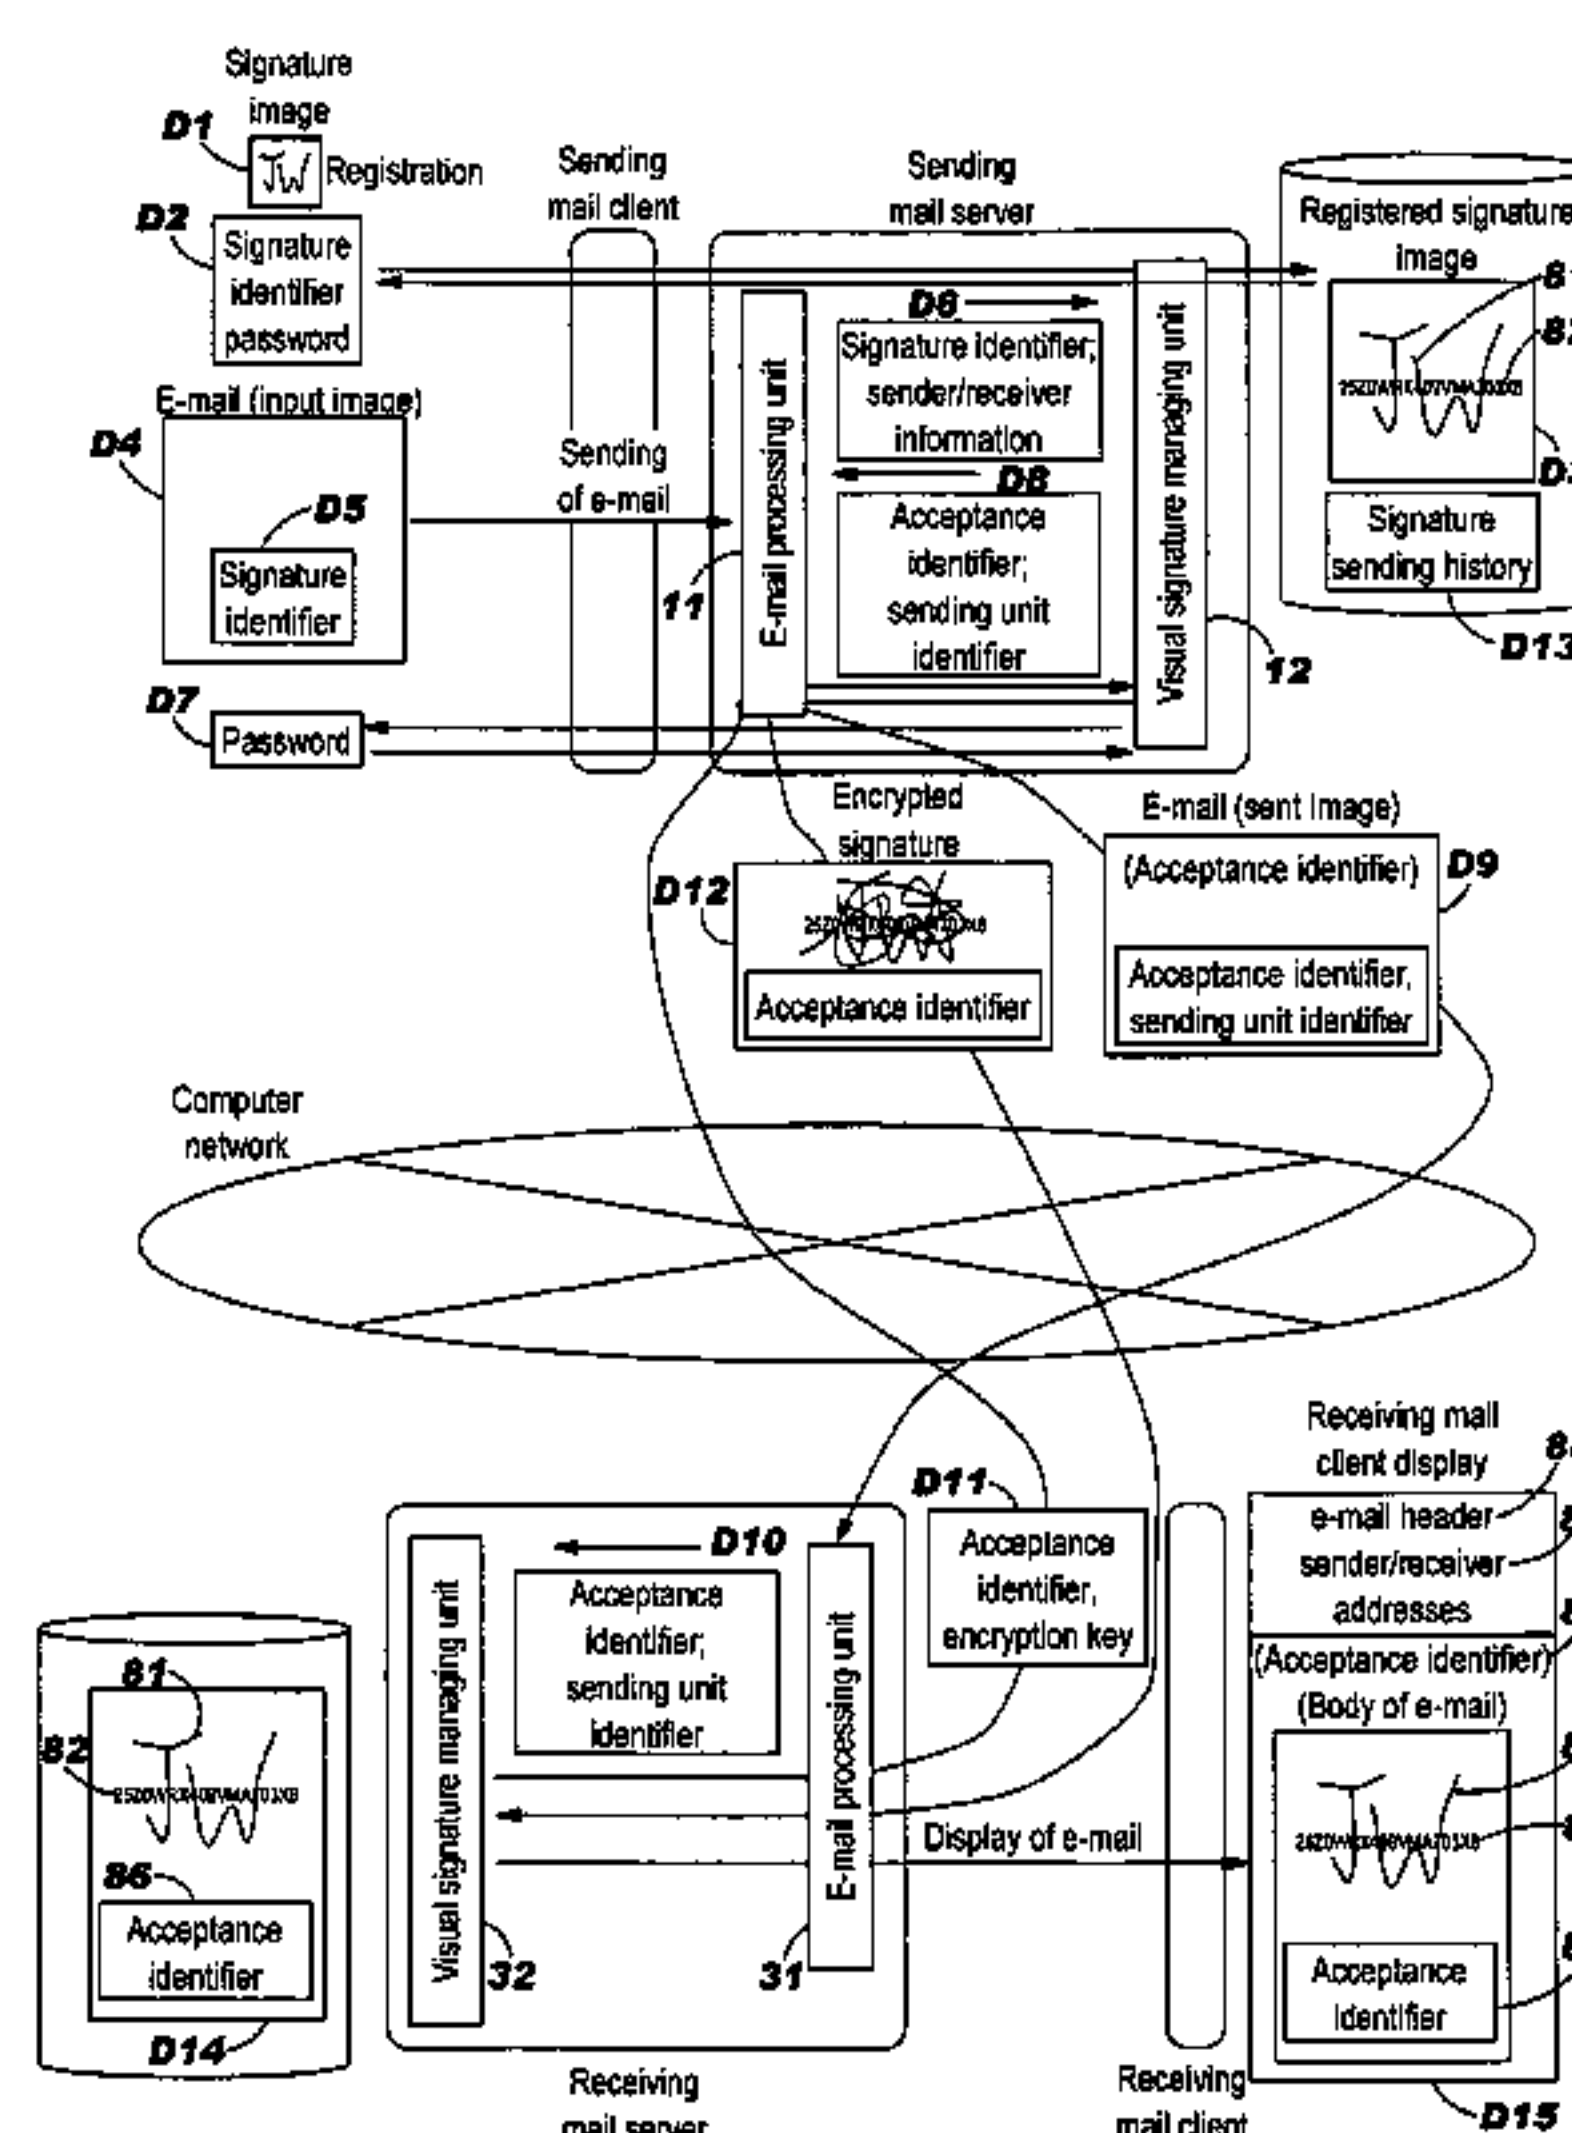 Signature
image
D1
Registration
D2
Signature
identifier
password
Sending
mail client
Sending
mail server
Registered signature
image
D6
Signature identifier;
sender/receiver
information
D8
Acceptance
identifier;
sending unit
identifier
E-mail processing unit
Visual signature managing unit
11
12
Signature
sending history
D13
E-mail (input image)
D4
D5
Signature
identifier
Sending
of e-mail
D7
Password
Encrypted
signature
D12
Acceptance identifier
E-mail (sent image)
(Acceptance identifier)
D9
Acceptance identifier,
sending unit identifier
Computer
network
Receiving mail
client display
e-mail header
sender/receiver
addresses
(Acceptance identifier)
(Body of e-mail)
Acceptance
identifier
D15
D11
Acceptance
identifier,
encryption key
D10
Acceptance
identifier;
sending unit
identifier
Visual signature managing unit
E-mail processing unit
32
31
Display of e-mail
81
82
86
Acceptance
identifier
D14
Receiving
mail server
Receiving
mail client